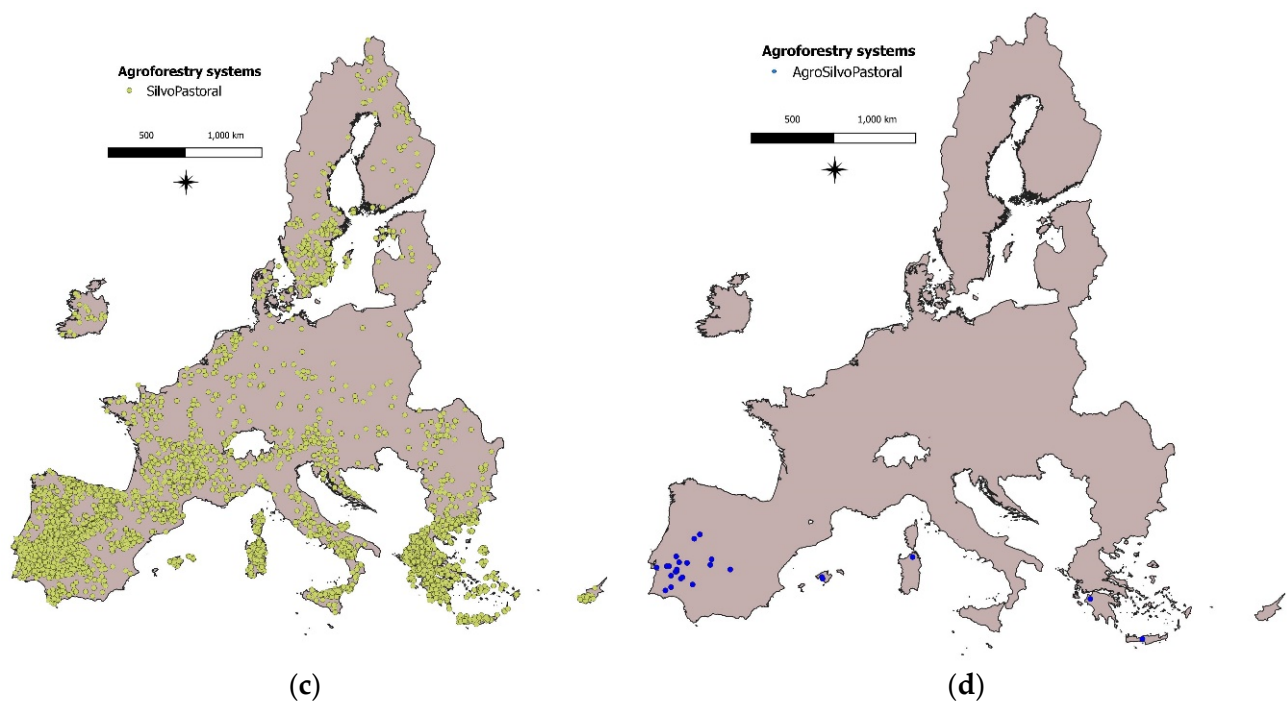 Agroforestry systems
SilvoPastoral
500 1,000 km
(c)
Agroforestry systems
AgroSilvoPastoral
500 1,000 km
(d)